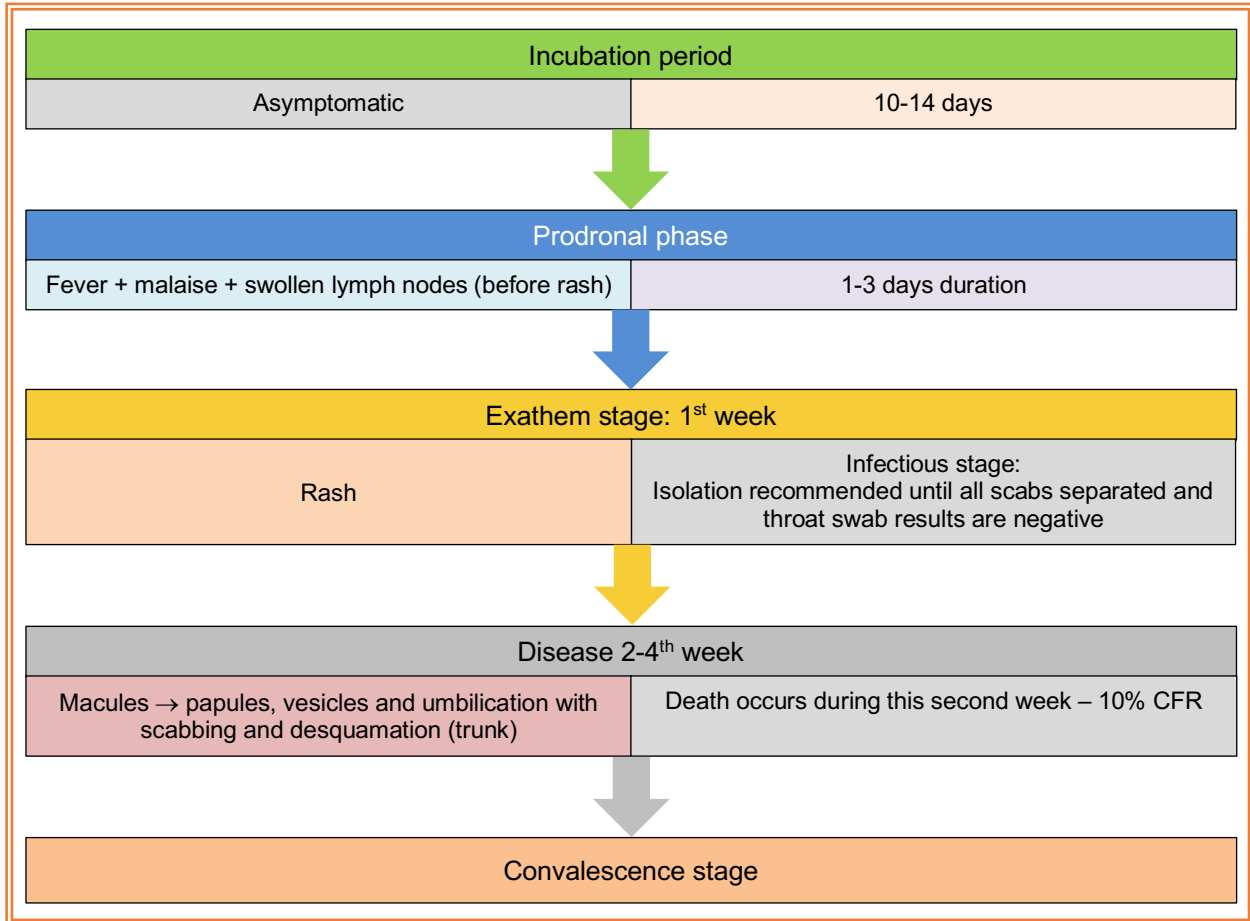 Incubation period
Asymptomatic
10-14 days
Prodronal phase
Fever + malaise + swollen lymph nodes (before rash)
1-3 days duration
Exathem stage: 1st week
Rash
Infectious stage:
Isolation recommended until all scabs separated and
throat swab results are negative
Disease 2-4th week
Macules → papules, vesicles and umbilication with
scabbing and desquamation (trunk)
Death occurs during this second week – 10% CFR
Convalescence stage